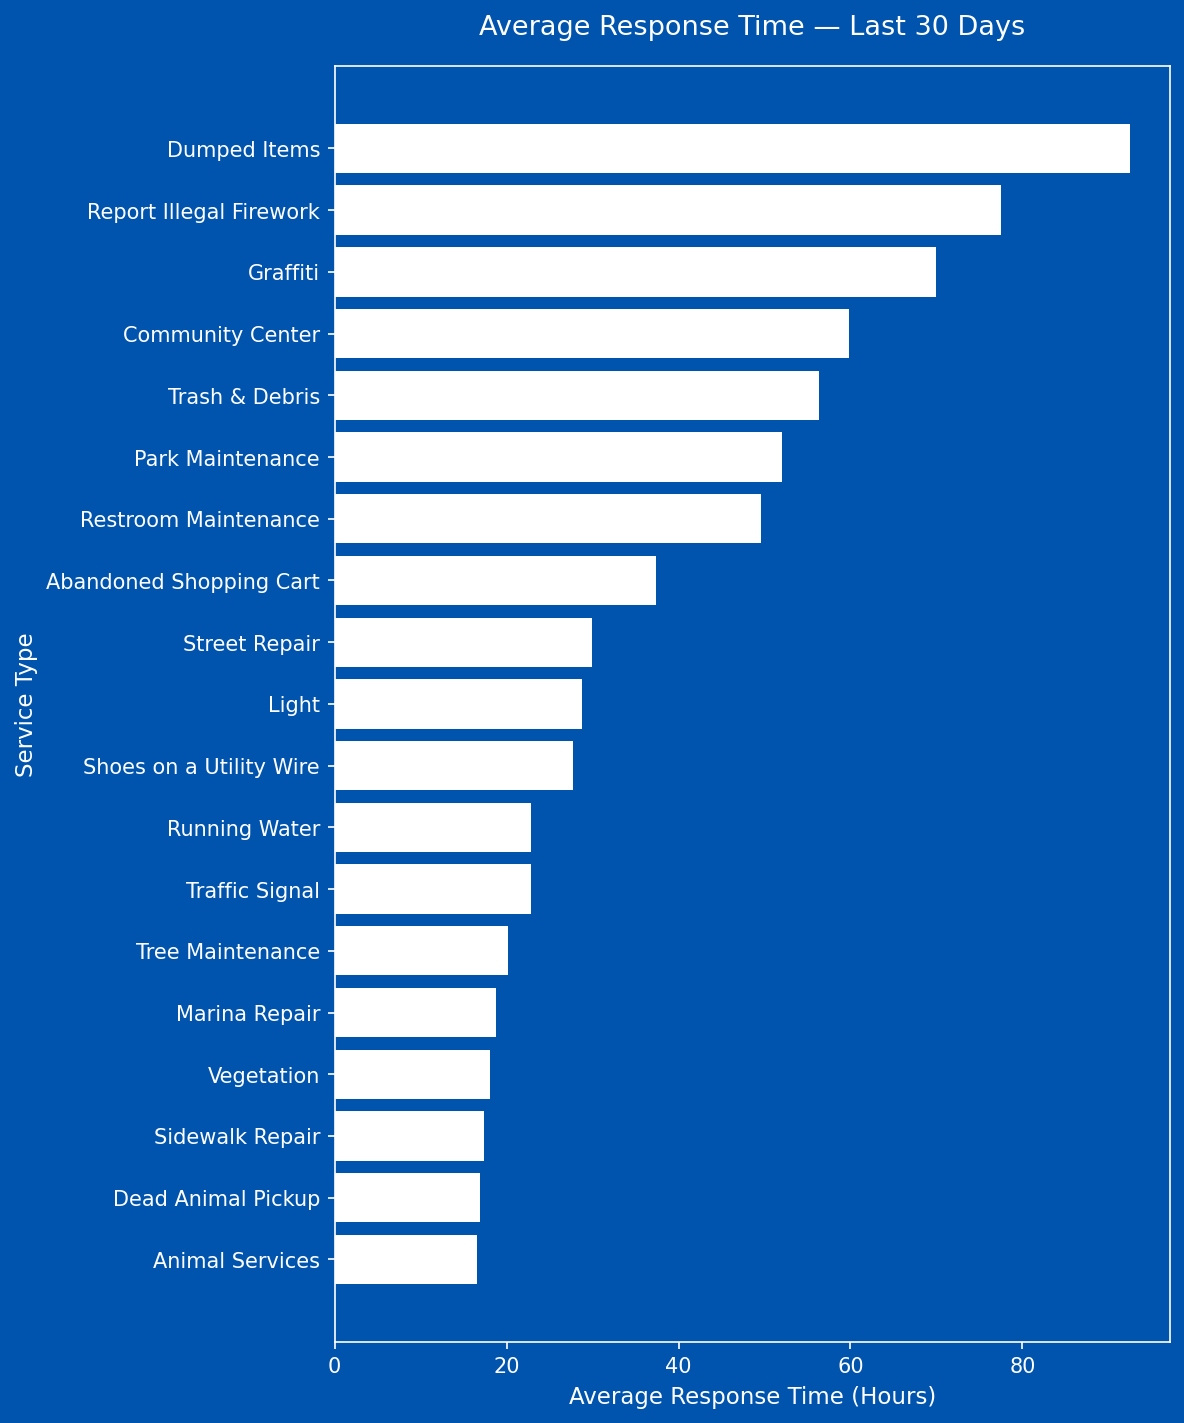 Average Response Time — Last 30 Days
Service Type
Dumped Items
Report Illegal Firework
Graffiti
Community Center
Trash & Debris
Park Maintenance
Restroom Maintenance
Abandoned Shopping Cart
Street Repair
Light
Shoes on a Utility Wire
Running Water
Traffic Signal
Tree Maintenance
Marina Repair
Vegetation
Sidewalk Repair
Dead Animal Pickup
Animal Services
0 20 40 60 80
Average Response Time (Hours)